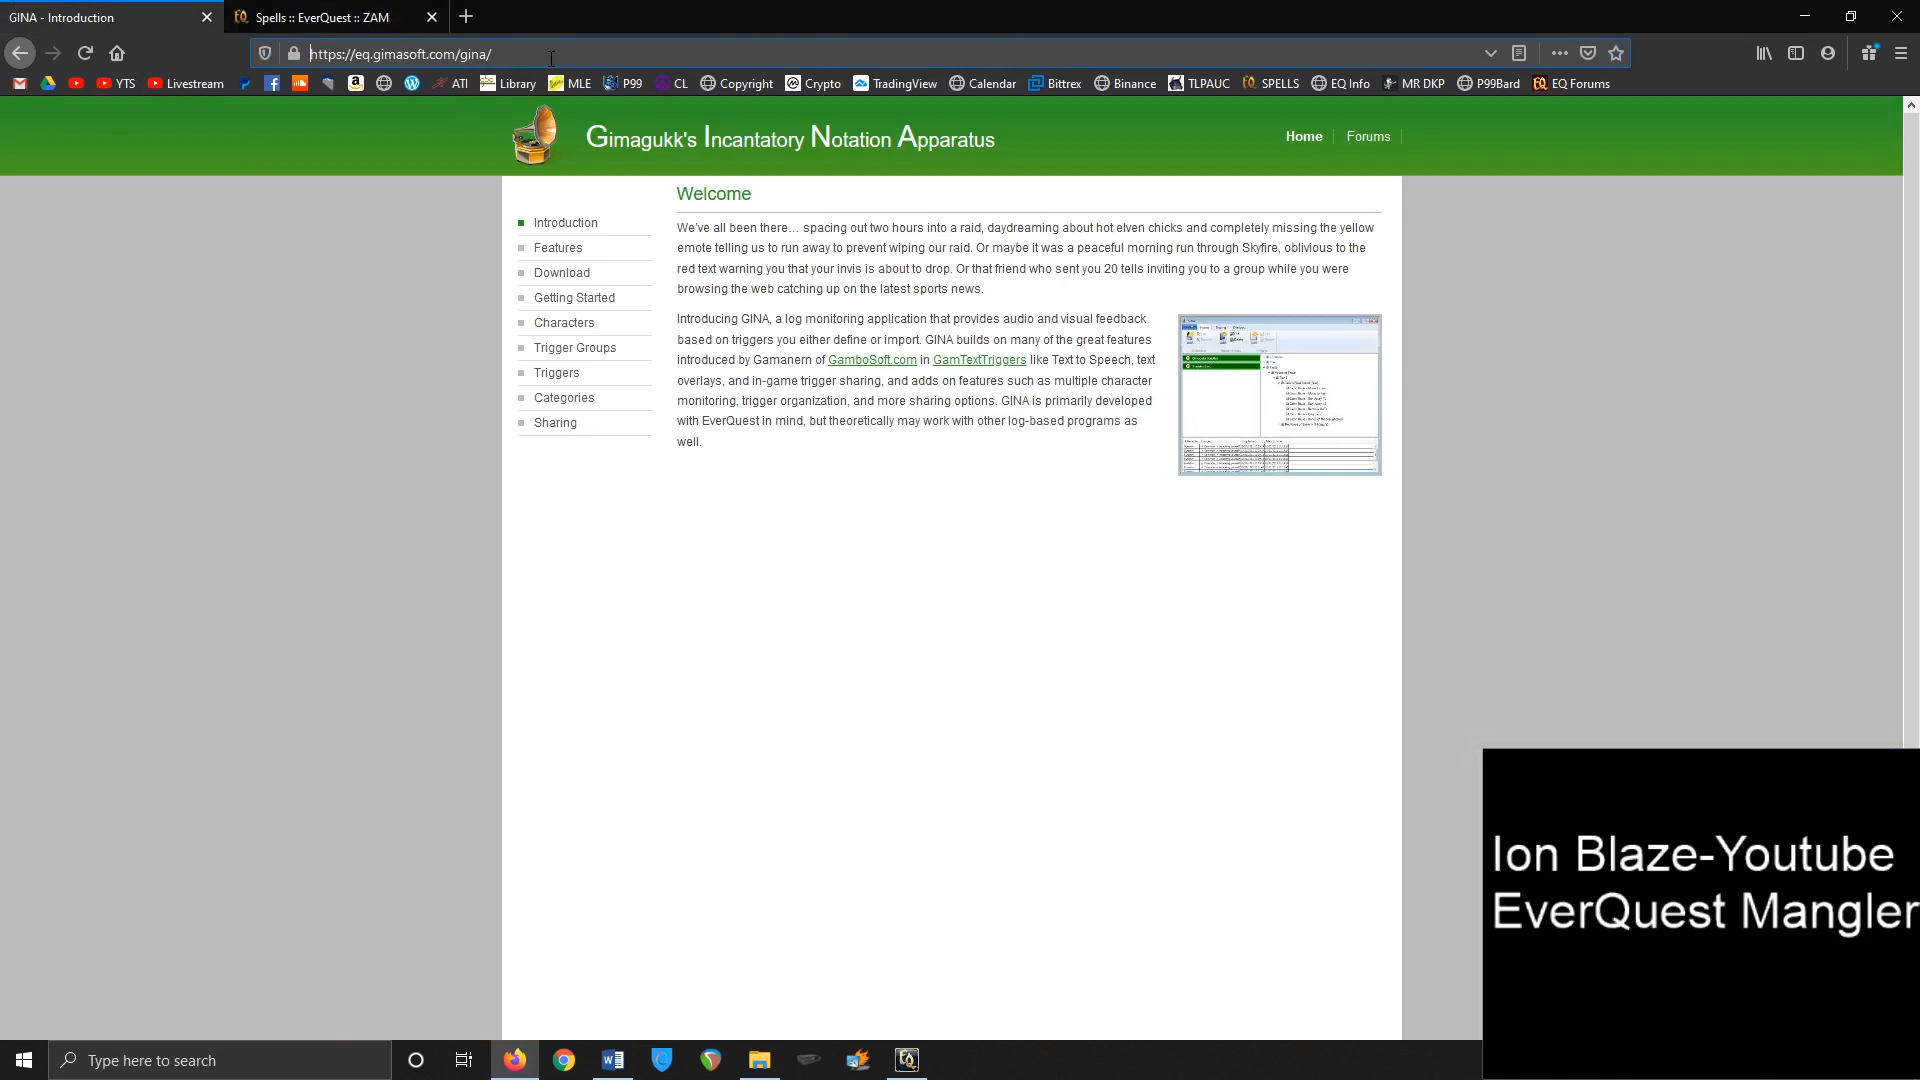 GINA - Introduction
Spells :: EverQuest :: ZAM
https://eq.gimasoft.com/gina/
YTS
Livestream
ATI
Library
MLE
P99
CL
Copyright
Crypto
TradingView
Calendar
Bittrex
Binance
TLPAUC
SPELLS
EQ Info
MR DKP
P99Bard
EQ Forums
Gimagukk's Incantatory Notation Apparatus
Home
Forums
Introduction
Features
Download
Getting Started
Characters
Trigger Groups
Triggers
Categories
Sharing
Welcome
We've all been there… spacing out two hours into a raid, daydreaming about hot elven chicks and completely missing the yellow
emote telling us to run away to prevent wiping our raid. Or maybe it was a peaceful morning run through Skyfire, oblivious to the
red text warning you that your invis is about to drop. Or that friend who sent you 20 tells inviting you to a group while you were
browsing the web catching up on the latest sports news.
Introducing GINA, a log monitoring application that provides audio and visual feedback
based on triggers you either define or import. GINA builds on many of the great features
introduced by Gamanern of GamboSoft.com in GamTextTriggers like Text to Speech, text
overlays, and in-game trigger sharing, and adds on features such as multiple character
monitoring, trigger organization, and more sharing options. GINA is primarily developed
with EverQuest in mind, but theoretically may work with other log-based programs as
well.
Ion Blaze-Youtube
EverQuest Mangler
Type here to search